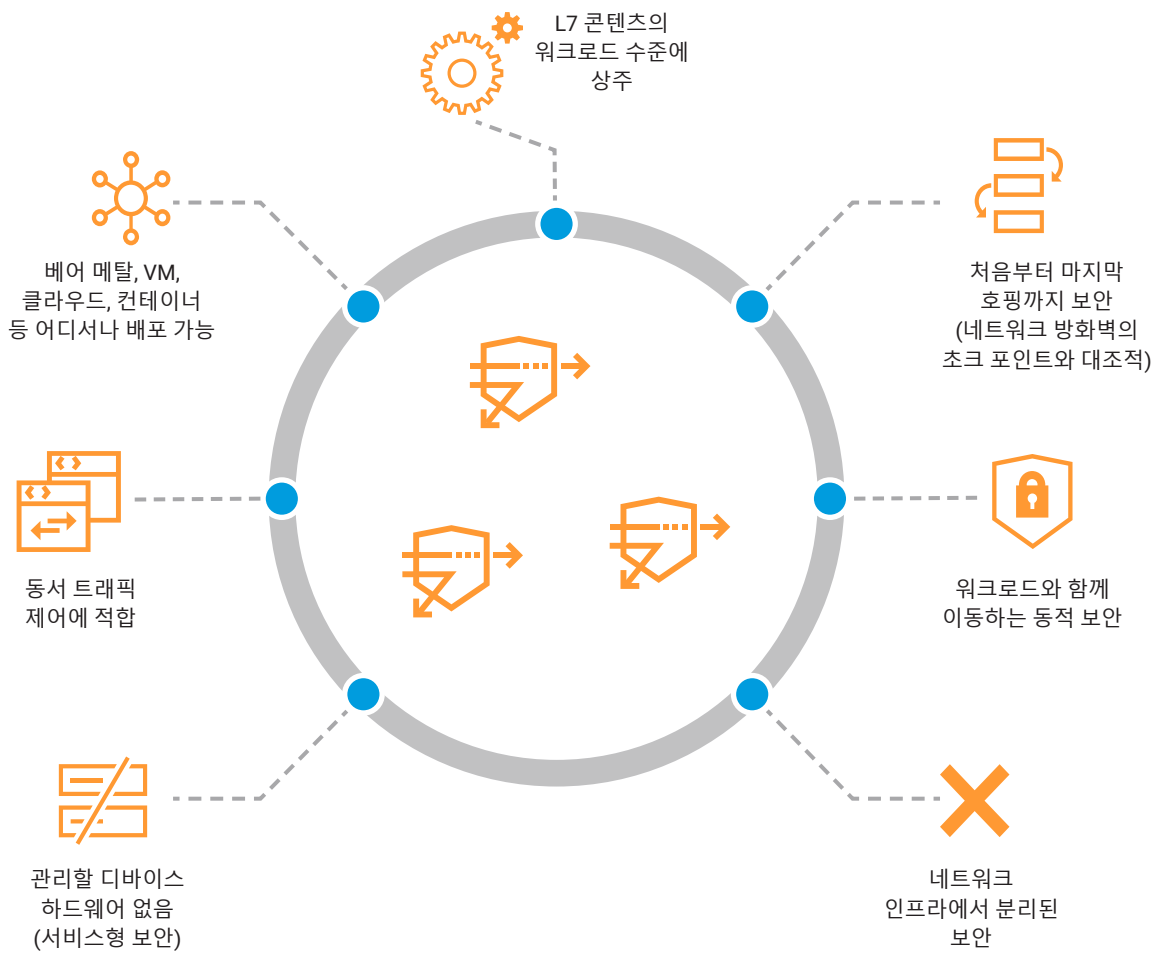 L7 콘텐츠의
워크로드 수준에
상주
처음부터 마지막
호핑까지 보안
(네트워크 방화벽의
초크 포인트와 대조적)
워크로드와 함께
이동하는 동적 보안
네트워크
인프라에서 분리된
보안
관리할 디바이스
하드웨어 없음
(서비스형 보안)
동서 트래픽
제어에 적합
베어 메탈, VM,
클라우드, 컨테이너
등 어디서나 배포 가능